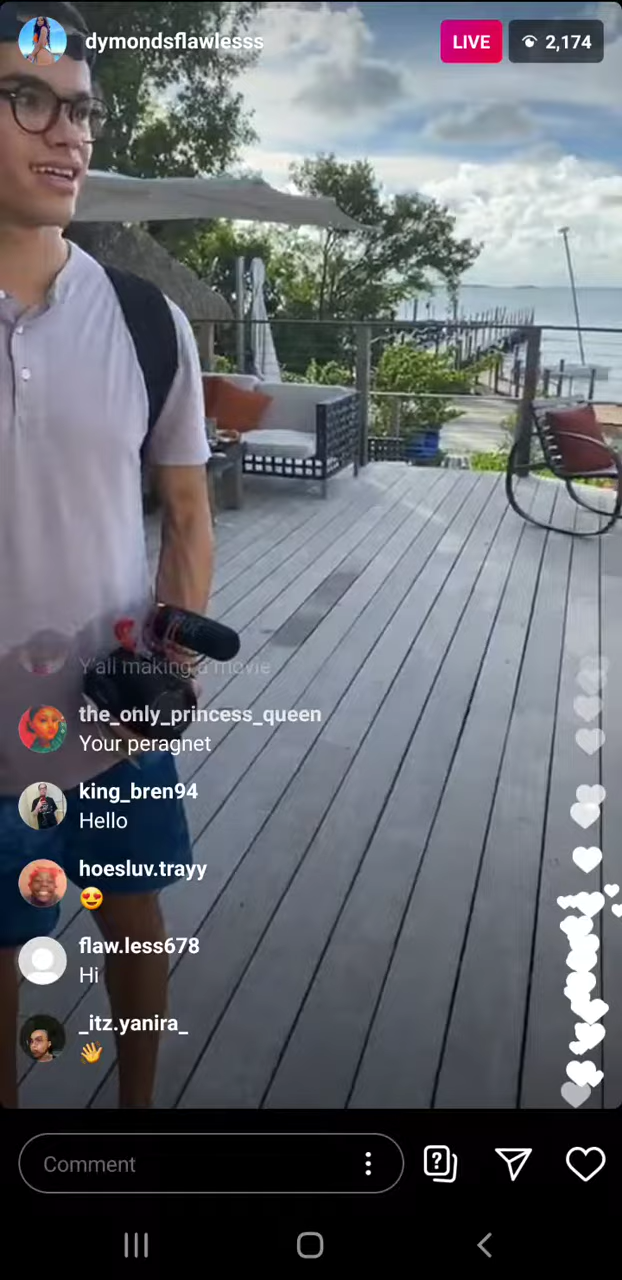 dymondsflawlesss
LIVE
2,174
Y'all making a movie
the_only_princess_queen
Your peragnet
king_bren94
Hello
hoesluv.trayy
😍
flaw.less678
Hi
_itz.yanira_
👋
Comment